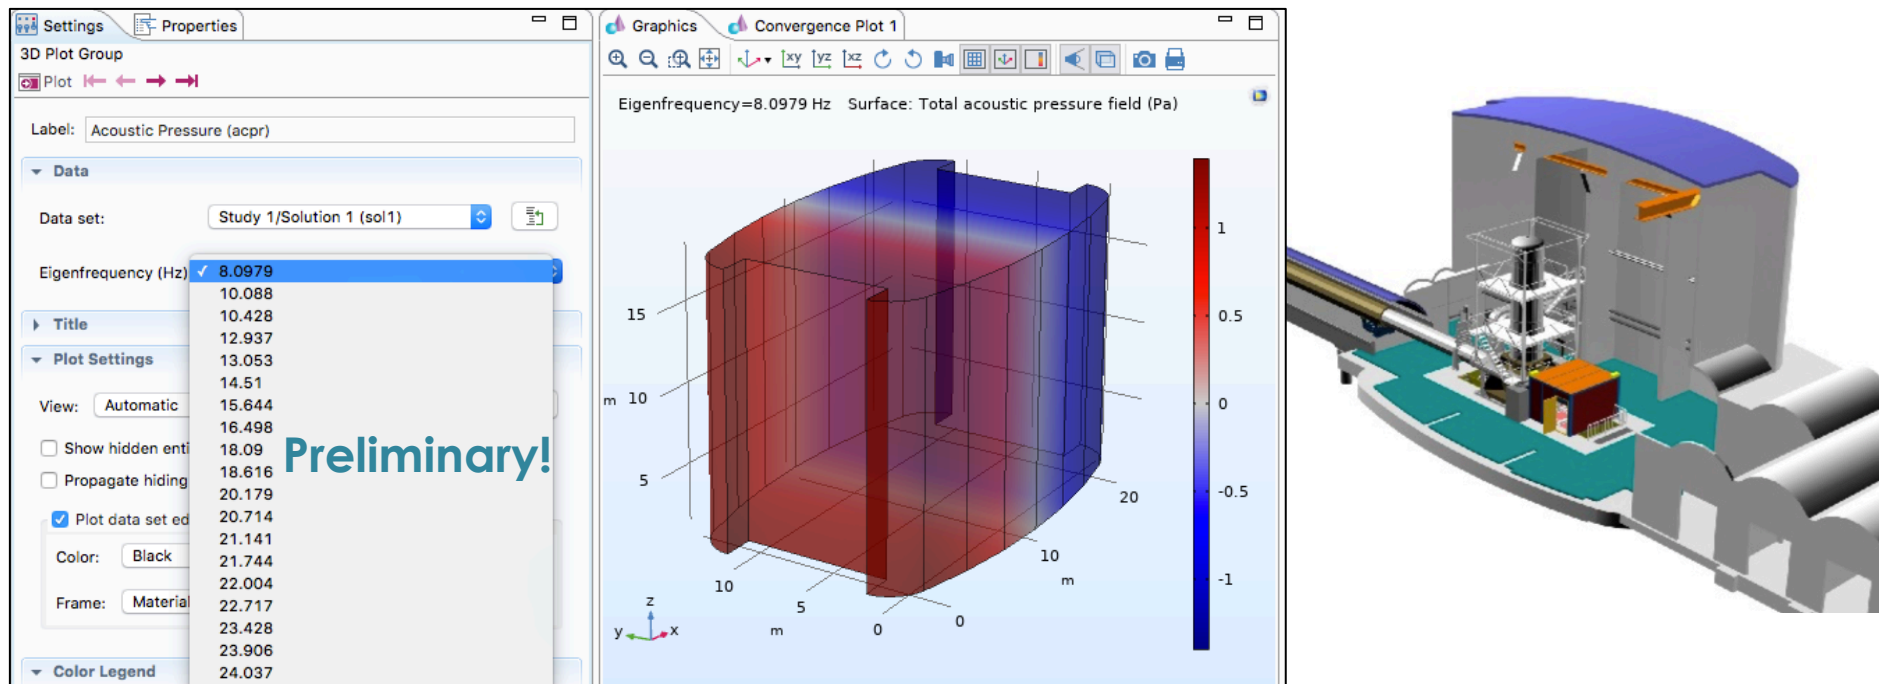 Settings Properties
3D Plot Group
Plot
Label: Acoustic Pressure (acpr)
Data
Data set: Study 1/Solution 1 (sol1)
Eigenfrequency (Hz) ✓ 8.0979
10.088
10.428
12.937
13.053
14.51
15.644
16.498
18.09
18.616
20.179
20.714
21.141
21.744
22.004
22.717
23.428
23.906
24.037
Title
Plot Settings
View: Automatic
Show hidden enti
Propagate hiding
Plot data set ed
Color: Black
Frame: Material
Color Legend
Preliminary!
Graphics Convergence Plot 1
xy yz xz
Eigenfrequency=8.0979 Hz Surface: Total acoustic pressure field (Pa)
15
m 10
5
10
5
m
0
0
10
m
20
z
y x
1
0.5
0
-0.5
-1